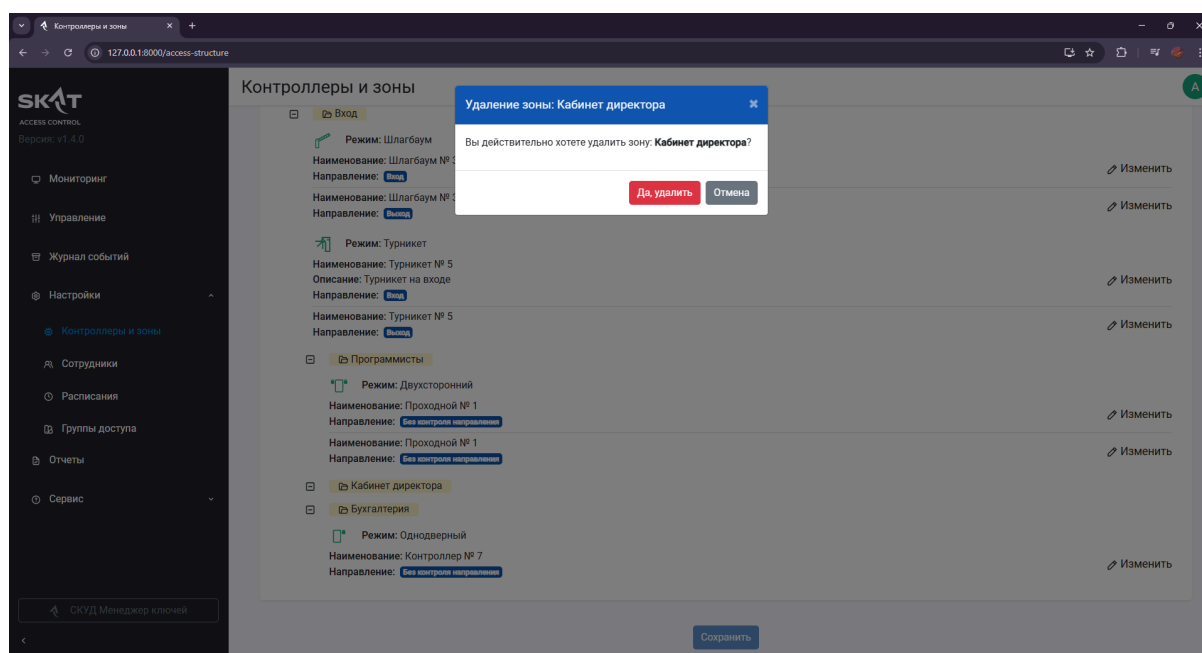 Контроллеры и зоны
127.0.0.1:8000/access-structure
SKAT
ACCESS CONTROL
Версия: v1.4.0
Мониторинг
Управление
Журнал событий
Настройки
Контроллеры и зоны
Сотрудники
Расписания
Группы доступа
Отчеты
Сервис
СКУД Менеджер ключей
Контроллеры и зоны
A
Вход
Режим: Шлагбаум
Наименование: Шлагбаум № 3
Направление: Вход
Изменить
Наименование: Шлагбаум № 3
Направление: Выход
Изменить
Режим: Турникет
Наименование: Турникет № 5
Описание: Турникет на входе
Направление: Вход
Изменить
Наименование: Турникет № 5
Направление: Выход
Изменить
Программисты
Режим: Двухсторонний
Наименование: Проходной № 1
Направление: Без контроля направления
Изменить
Наименование: Проходной № 1
Направление: Без контроля направления
Изменить
Кабинет директора
Бухгалтерия
Режим: Однодверный
Наименование: Контроллер № 7
Направление: Без контроля направления
Изменить
Сохранить
Удаление зоны: Кабинет директора
Вы действительно хотете удалить зону: Кабинет директора?
Да, удалить Отмена